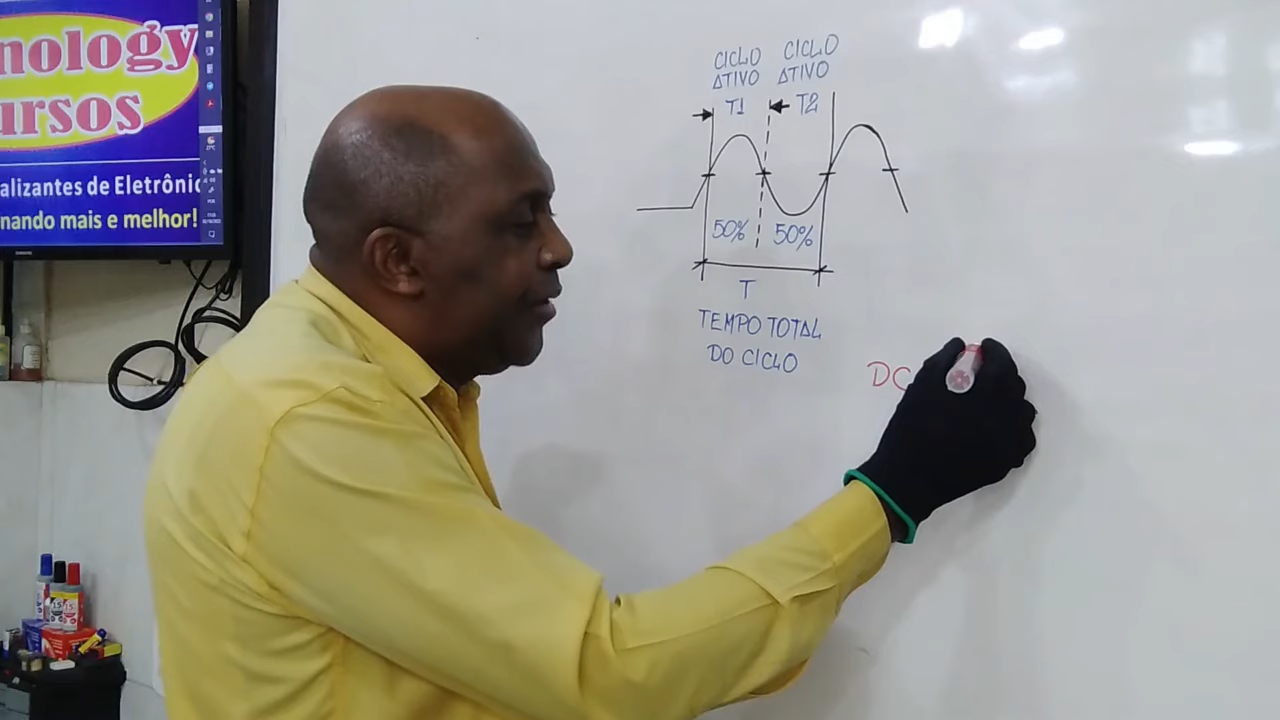 nology
ursos
alizantes de Eletrônic
nando mais e melhor!
CICLO CICLO
ATIVO ATIVO
T1 T2
50% 50%
T
TEMPO TOTAL
DO CICLO
DC